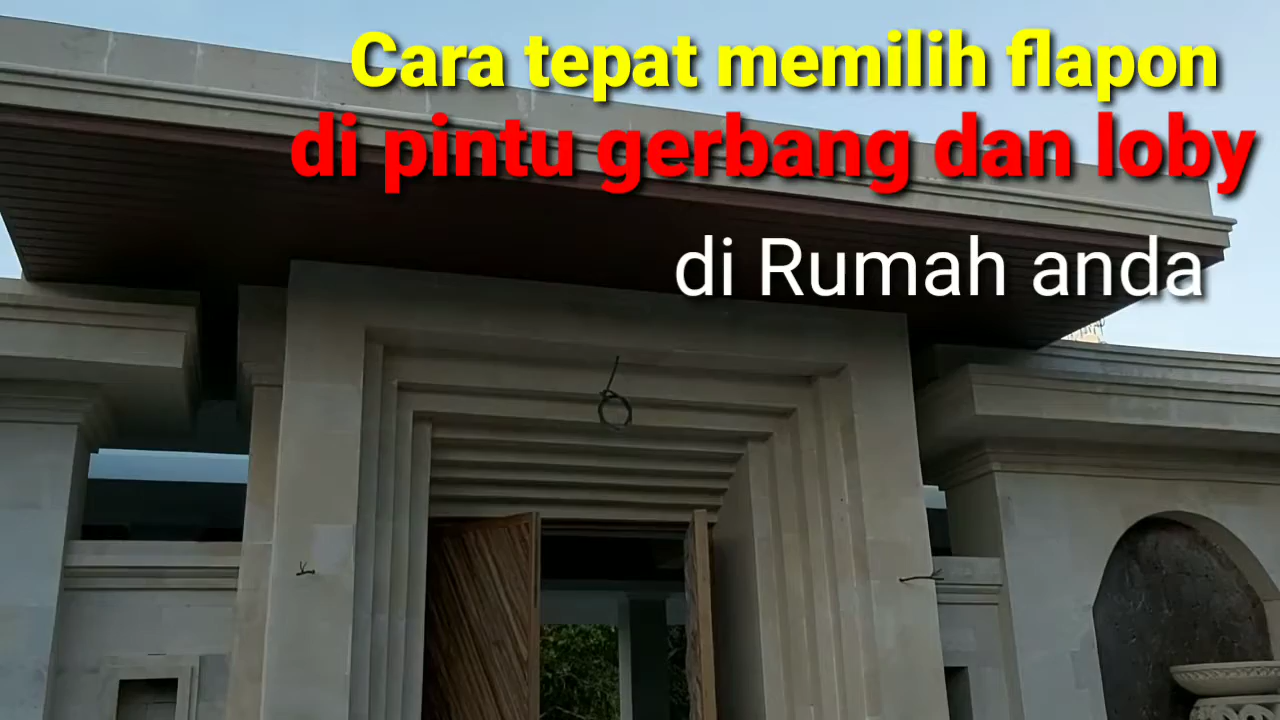 Cara tepat memilih flapon
di pintu gerbang dan loby
di Rumah anda